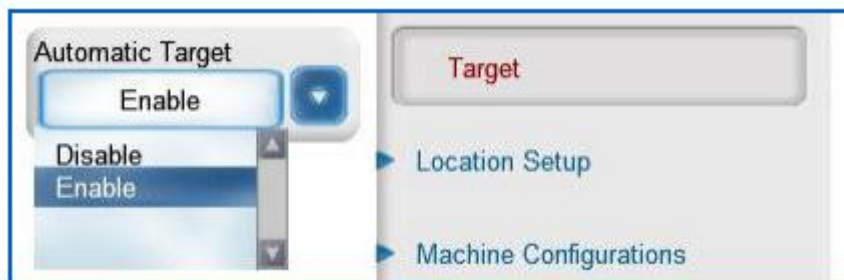 Automatic Target
Enable
Disable
Enable
Target
Location Setup
Machine Configurations